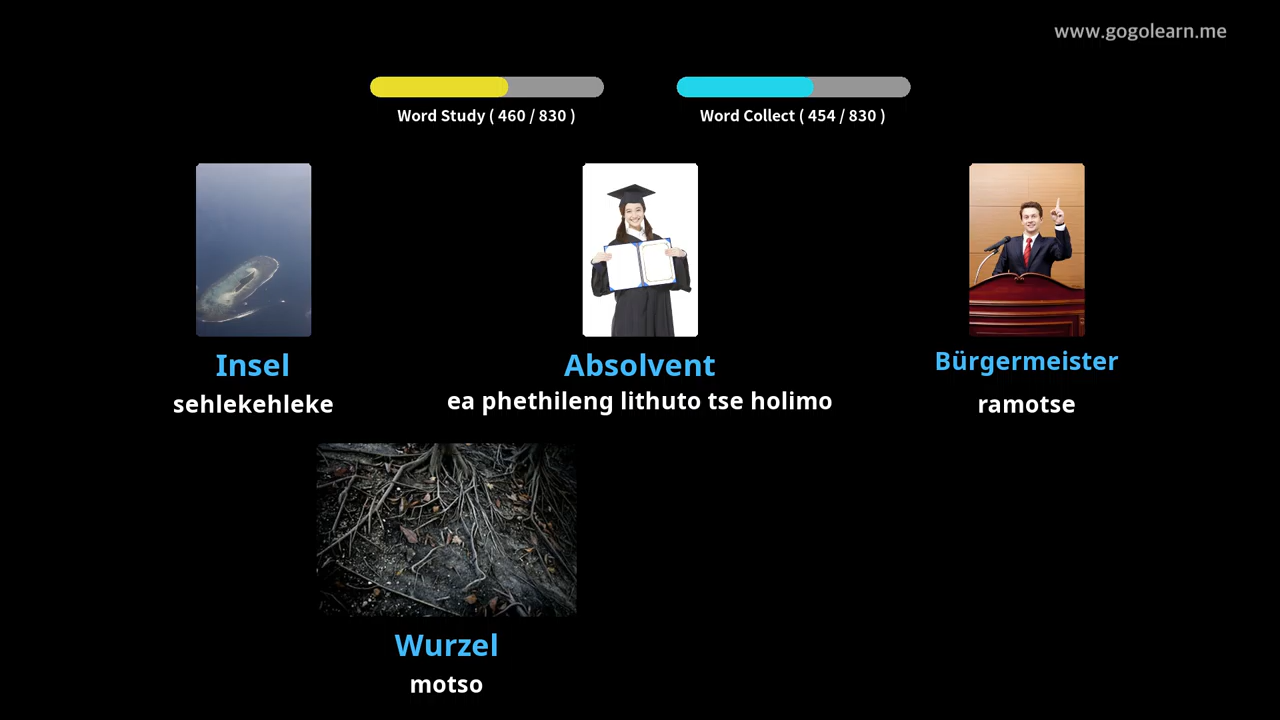 www.gogolearn.me
Word Study ( 460 / 830 )
Word Collect ( 454 / 830 )
Insel
sehlekehleke
Absolvent
ea phethileng lithuto tse holimo
Bürgermeister
ramotse
Wurzel
motso